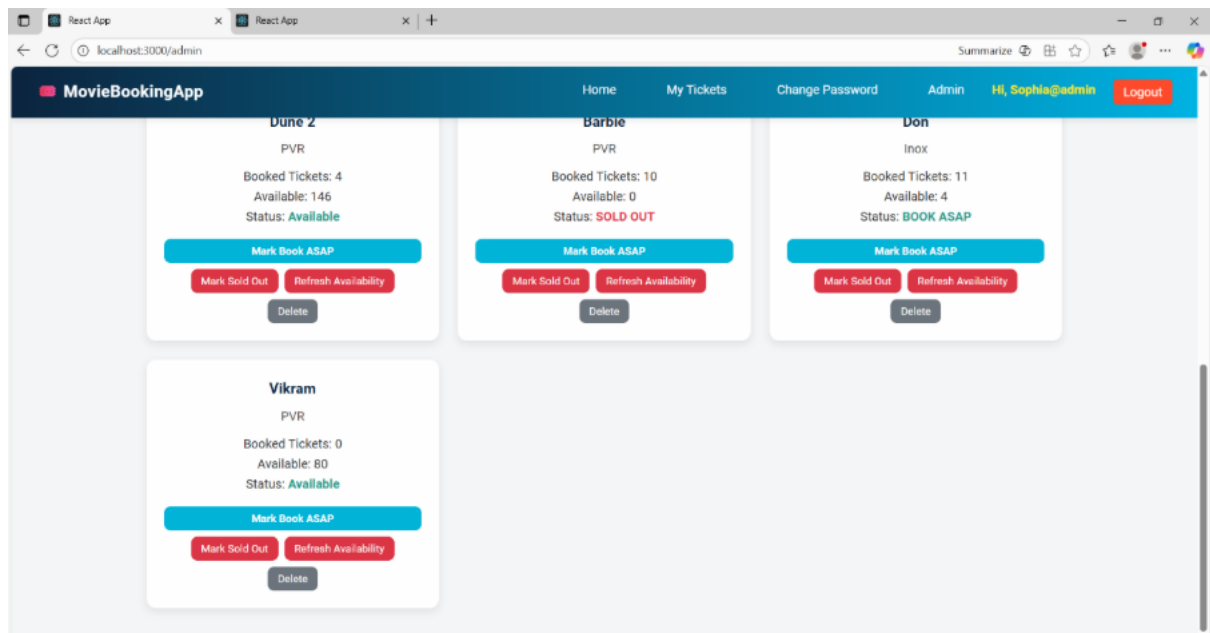 React App
React App
localhost:3000/admin
Summarize
MovieBookingApp
Home
My Tickets
Change Password
Admin
Hi, Sophia@admin
Logout
Dune 2
PVR
Booked Tickets: 4
Available: 146
Status: Available
Mark Book ASAP
Mark Sold Out
Refresh Availability
Delete
Barbie
PVR
Booked Tickets: 10
Available: 0
Status: SOLD OUT
Mark Book ASAP
Mark Sold Out
Refresh Availability
Delete
Don
Inox
Booked Tickets: 11
Available: 4
Status: BOOK ASAP
Mark Book ASAP
Mark Sold Out
Refresh Availability
Delete
Vikram
PVR
Booked Tickets: 0
Available: 80
Status: Available
Mark Book ASAP
Mark Sold Out
Refresh Availability
Delete